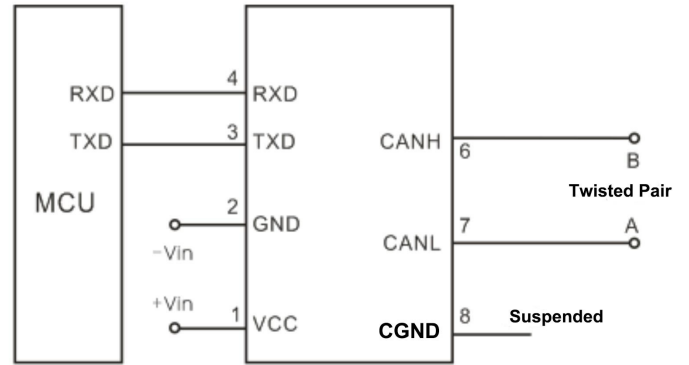 4
RXD RXD
3
TXD TXD CANH
6
B
Twisted Pair
MCU
2
GND
7
A
−Vin
CANL
+Vin
1
VCC
8
Suspended
CGND